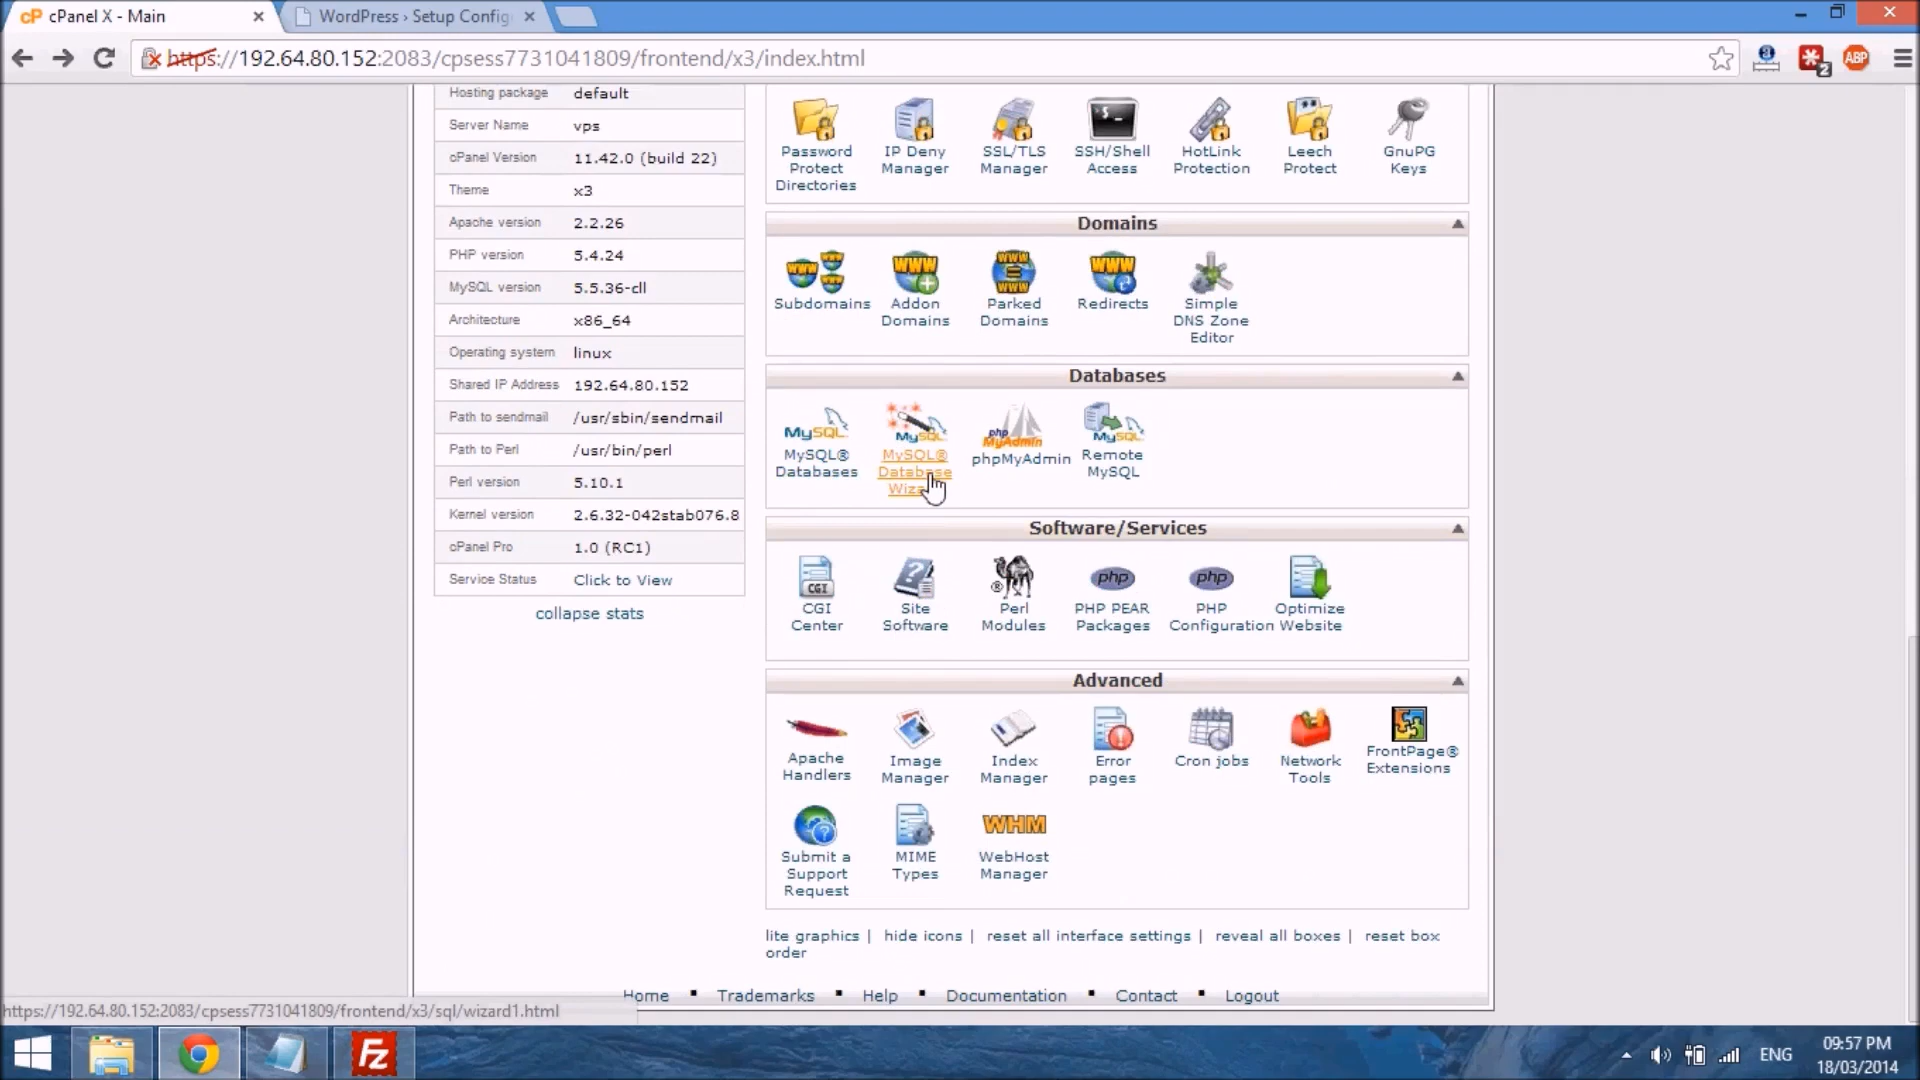 cP cPanel X - Main
WordPress › Setup Config
https://192.64.80.152:2083/cpsess7731041809/frontend/x3/index.html
2
ABP
Hosting package default
Server Name vps
cPanel Version 11.42.0 (build 22)
Theme x3
Apache version 2.2.26
PHP version 5.4.24
MySQL version 5.5.36-cll
Architecture x86_64
Operating system linux
Shared IP Address 192.64.80.152
Path to sendmail /usr/sbin/sendmail
Path to Perl /usr/bin/perl
Perl version 5.10.1
Kernel version 2.6.32-042stab076.8
cPanel Pro 1.0 (RC1)
Service Status Click to View
collapse stats
Password
Protect
Directories
IP Deny
Manager
SSL/TLS
Manager
SSH/Shell
Access
HotLink
Protection
Leech
Protect
GnuPG
Keys
Domains
Subdomains
Addon
Domains
Parked
Domains
Redirects
Simple
DNS Zone
Editor
Databases
MySQL
MySQL®
Databases
MySQL
MySQL®
Database
php
MyAdmin
phpMyAdmin
MySQL
Remote
MySQL
Software/Services
CGI
CGI
Center
Site
Software
Perl
Modules
php
PHP PEAR
Packages
php
PHP
Configuration
Optimize
Website
Advanced
Apache
Handlers
Image
Manager
Index
Manager
Error
pages
Cron jobs
Network
Tools
FrontPage®
Extensions
Submit a
Support
Request
MIME
Types
WHM
WebHost
Manager
lite graphics | hide icons | reset all interface settings | reveal all boxes | reset box
order
Home ▪ Trademarks ▪ Help ▪ Documentation ▪ Contact ▪ Logout
https://192.64.80.152:2083/cpsess7731041809/frontend/x3/sql/wizard1.html
Fz
ENG
09:57 PM
18/03/2014